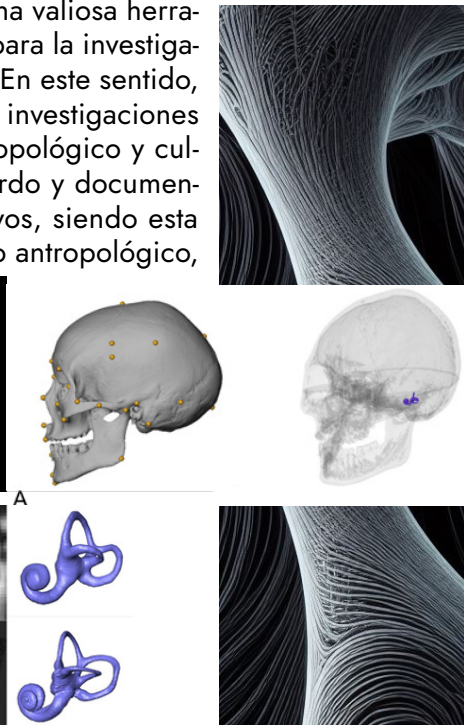 na valiosa herra-
para la investiga-
En este sentido,
investigaciones
opológico y cul-
rdo y documen-
vos, siendo esta
o antropológico,
A